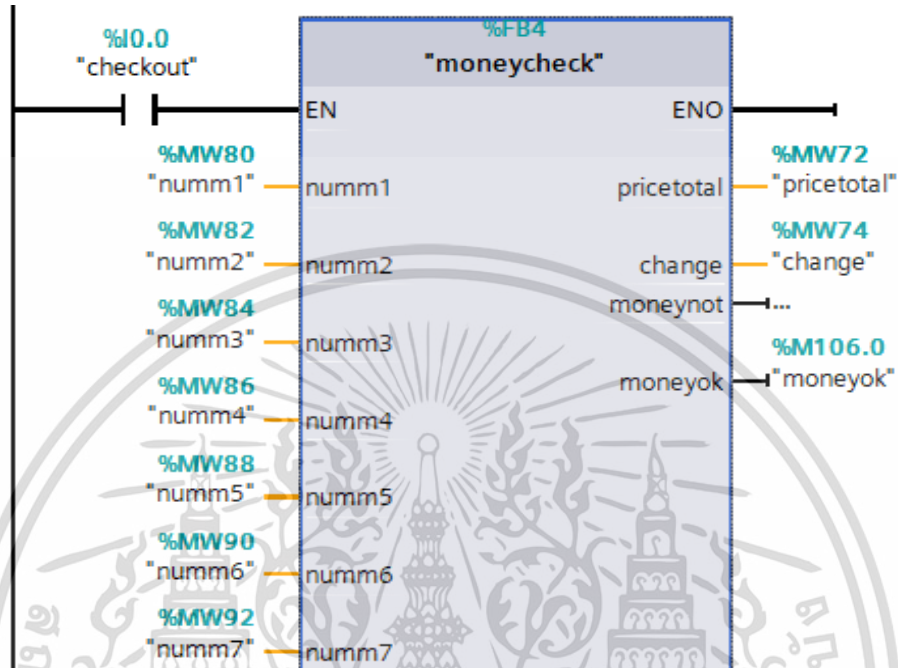 %I0.0
"checkout"
%FB4
"moneycheck"
EN
ENO
%MW80
"numm1"
numm1
pricetotal
%MW72
"pricetotal"
%MW82
"numm2"
numm2
change
%MW74
"change"
moneynot
...
%MW84
"numm3"
numm3
moneyok
%M106.0
"moneyok"
%MW86
"numm4"
numm4
%MW88
"numm5"
numm5
%MW90
"numm6"
numm6
%MW92
"numm7"
numm7